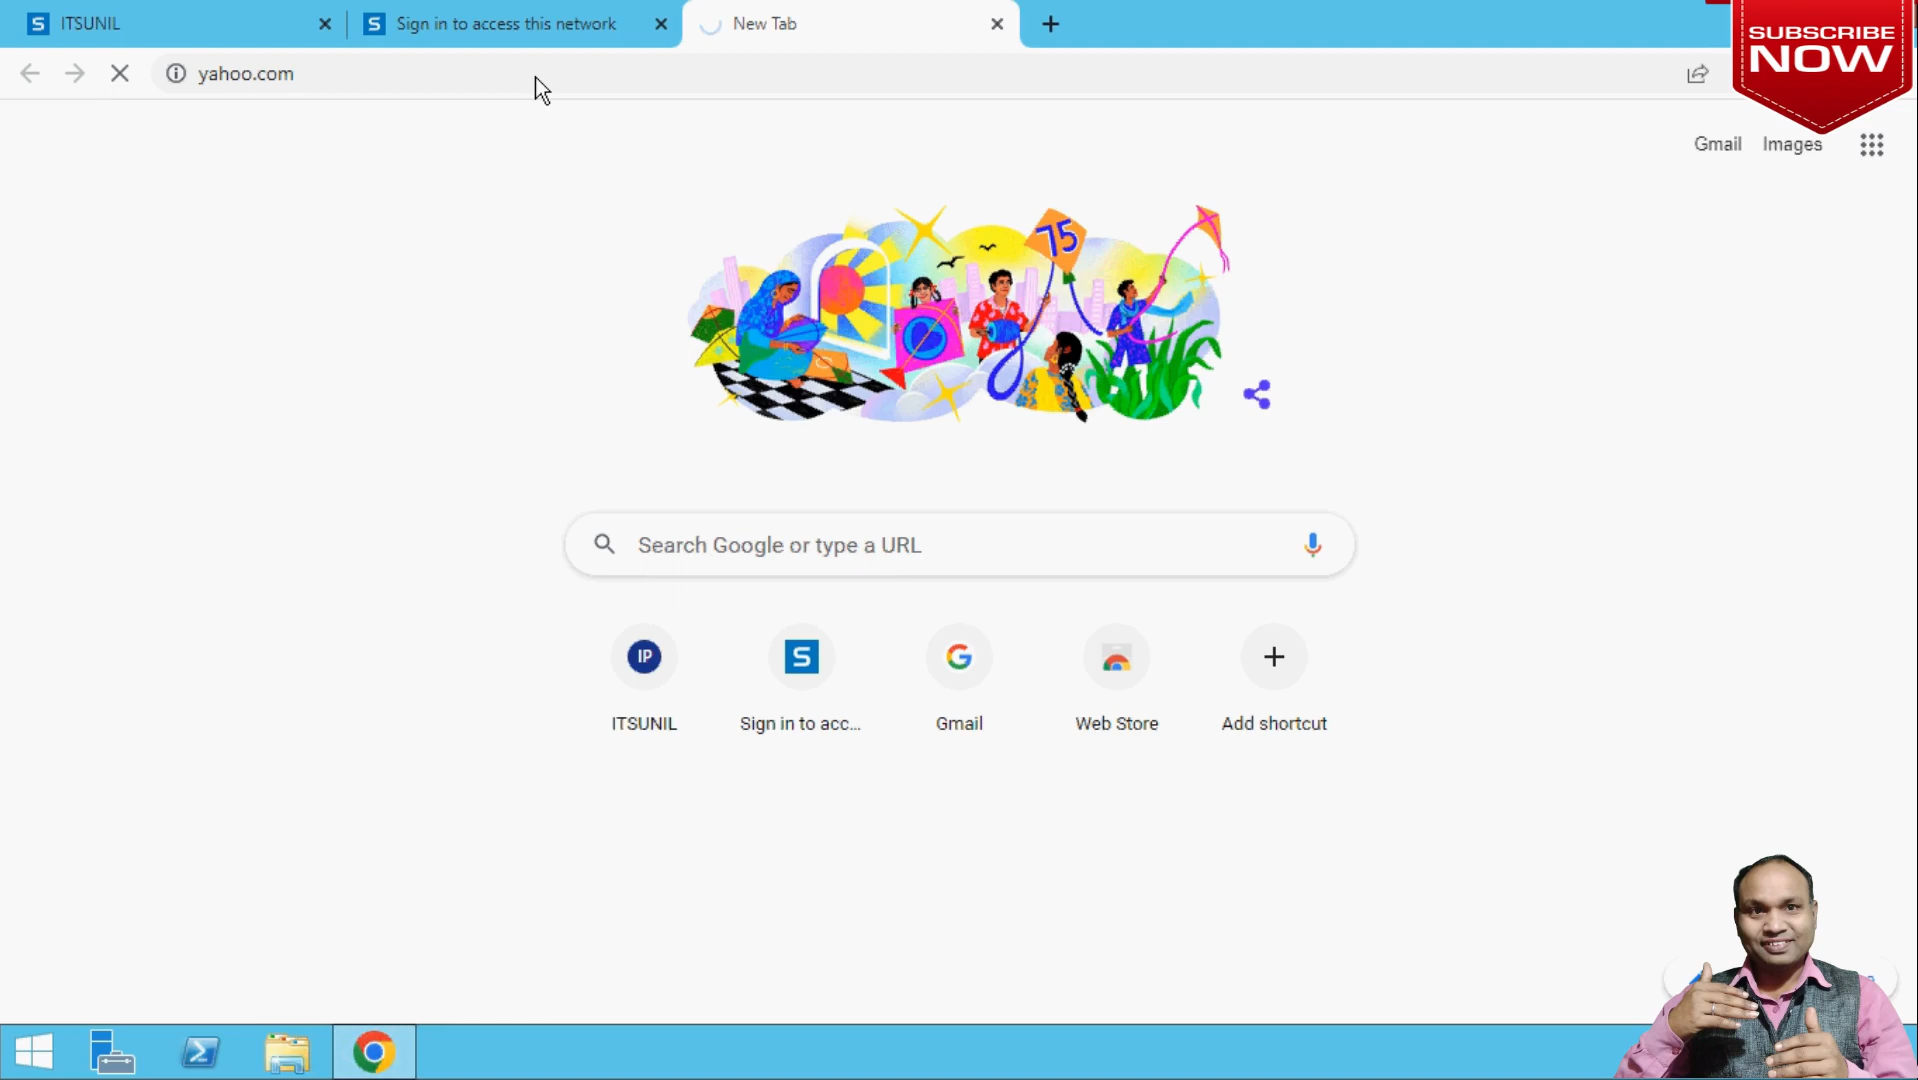 S ITSUNIL
S Sign in to access this network
New Tab
SUBSCRIBE
NOW
yahoo.com
Gmail Images
75
Search Google or type a URL
IP
S
G
ITSUNIL
Sign in to acc...
Gmail
Web Store
Add shortcut